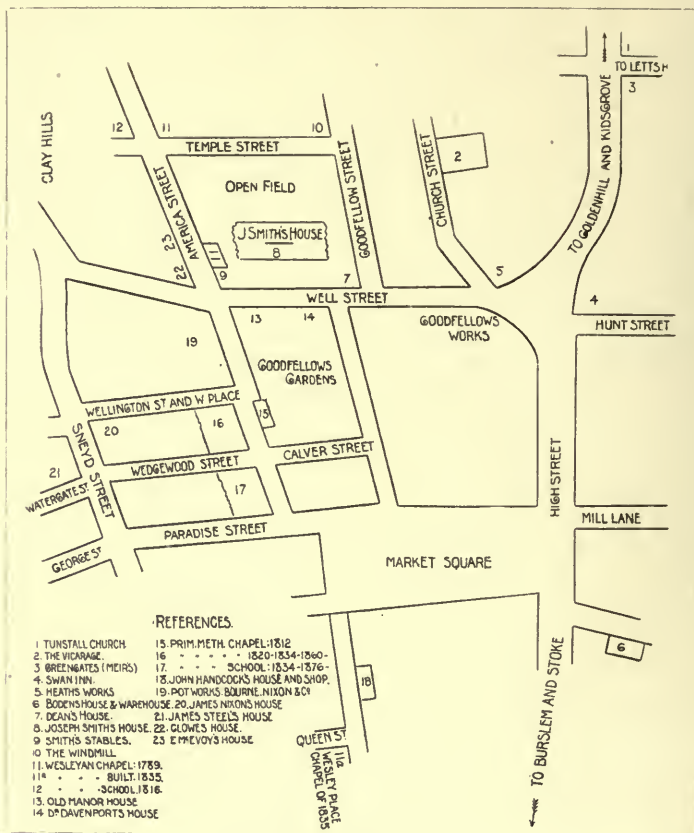 1
TO LETTS H
3
TO GOLDENHILL AND KIDSGROVE
CLAY HILLS
12
11
10
TEMPLE STREET
2
CHURCH STREET
GOODFELLOW STREET
AMERICA STREET
OPEN FIELD
J SMITH'S HOUSE
8
23
22
11
9
7
5
WELL STREET
4
HUNT STREET
13
14
GOODFELLOWS
WORKS
19
GOODFELLOWS
GARDENS
WELLINGTON ST AND W PLACE
15
20
16
SNEYD STREET
CALVER STREET
WEDGEWOOD STREET
21
WATERGATE ST
17
HIGH STREET
PARADISE STREET
MILL LANE
GEORGE ST
MARKET SQUARE
6
18
QUEEN ST
11a
WESLEY PLACE
CHAPEL OF 1835
TO BURSLEM AND STOKE
REFERENCES.
1 TUNSTALL CHURCH
2. THE VICARAGE.
3 GREENGATES (MEIR'S)
4. SWAN INN.
5. HEATHS WORKS
6 BODENS HOUSE & WAREHOUSE.
7. DEAN'S HOUSE.
8. JOSEPH SMITHS HOUSE
9 SMITH'S STABLES.
10 THE WINDMILL
11. WESLEYAN CHAPEL: 1789.
11a " " BUILT. 1835.
12 " " SCHOOL. 1816.
13. OLD MANOR HOUSE
14 DR DAVENPORTS HOUSE
15. PRIM. METH. CHAPEL: 1812
16 " " " 1820-1834-1860-
17. " " SCHOOL: 1834-1876-
18. JOHN HANDCOCK'S HOUSE AND SHOP.
19. POT WORKS. BOURNE. NIXON & Co
20. JAMES NIXON'S HOUSE
21. JAMES STEEL'S HOUSE
22. CLOWES HOUSE.
23 E MCEVOY'S HOUSE